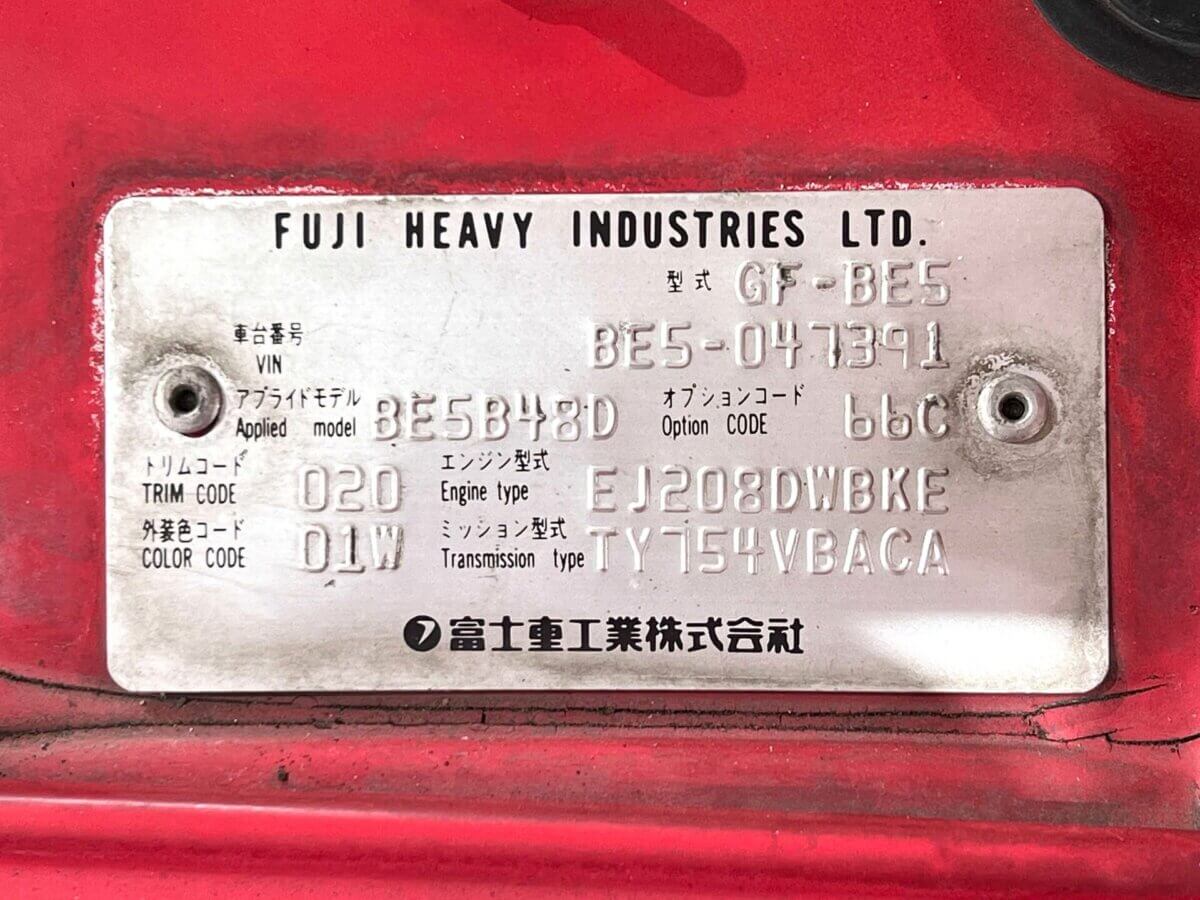 FUJI HEAVY INDUSTRIES LTD.
型式 GF-BE5
車台番号
VIN BE5-047391
アプライドモデル オプションコード
Applied model BE5B48D Option CODE 66C
トリムコード エンジン型式
TRIM CODE 020 Engine type EJ208DWBKE
外装色コード ミッション型式
COLOR CODE 01W Transmission type TY754VBACA
富士重工業株式会社